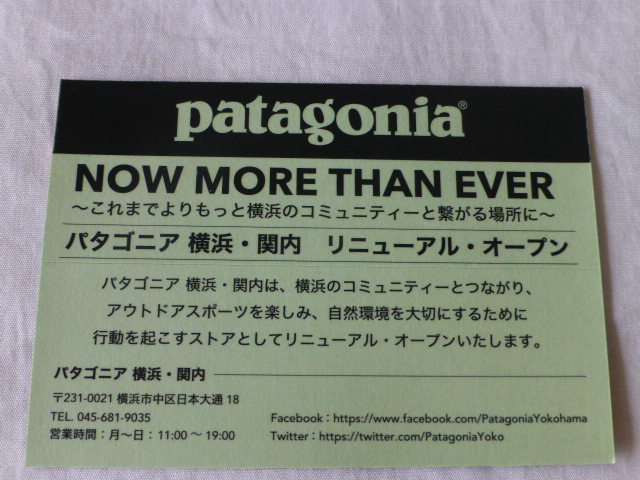 patagonia®
NOW MORE THAN EVER
～これまでよりもっと横浜のコミュニティーと繋がる場所に～
パタゴニア 横浜・関内　リニューアル・オープン
パタゴニア 横浜・関内は、横浜のコミュニティーとつながり、
アウトドアスポーツを楽しみ、自然環境を大切にするために
行動を起こすストアとしてリニューアル・オープンいたします。
パタゴニア 横浜・関内
〒231-0021 横浜市中区日本大通 18
TEL. 045-681-9035
営業時間：月～日：11:00 ～ 19:00
Facebook：https://www.facebook.com/PatagoniaYokohama
Twitter：https://twitter.com/PatagoniaYoko